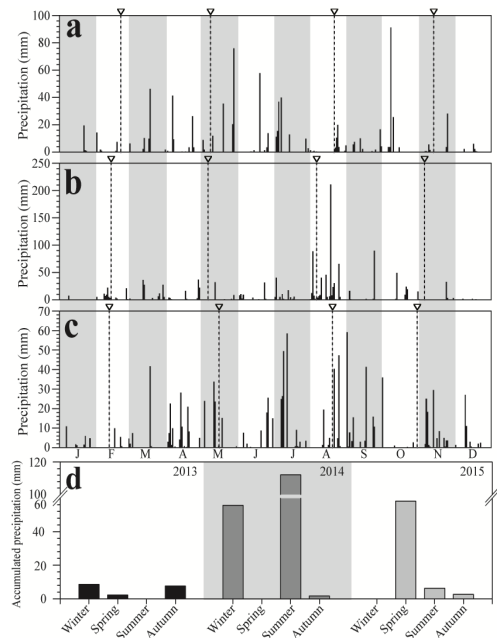 a
Precipitation (mm)
100
80
60
40
20
0
b
Precipitation (mm)
250
200
150
100
50
0
c
Precipitation (mm)
70
60
50
40
30
20
10
0
J F M A M J J A S O N D
d
2013 2014 2015
Accumulated precipitation (mm)
120
100
60
40
20
0
Winter Spring Summer Autumn Winter Spring Summer Autumn Winter Spring Summer Autumn